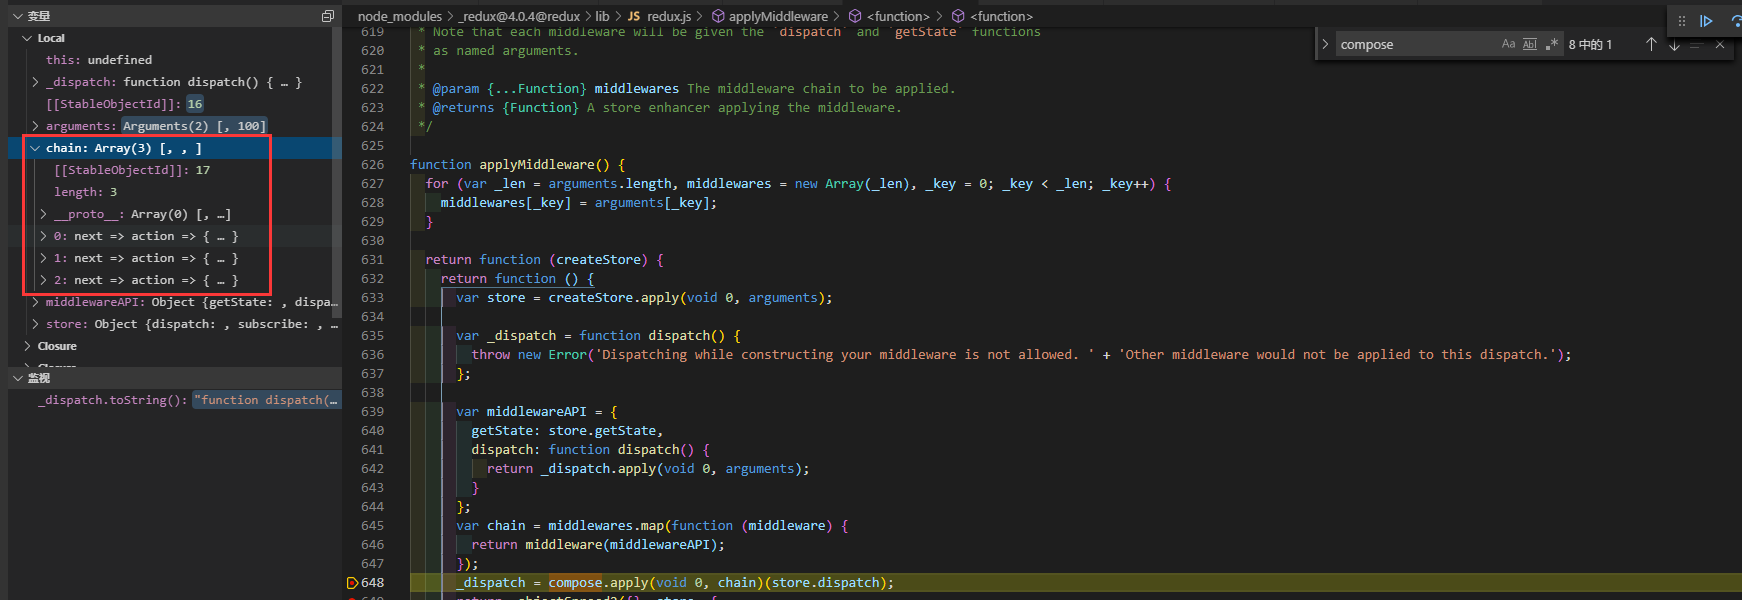 变量
Local
this: undefined
_dispatch: function dispatch() { … }
[[StableObjectId]]: 16
arguments: Arguments(2) [, 100]
chain: Array(3) [, , ]
[[StableObjectId]]: 17
length: 3
__proto__: Array(0) [, …]
0: next => action => { … }
1: next => action => { … }
2: next => action => { … }
middlewareAPI: Object {getState: , dispa…
store: Object {dispatch: , subscribe: , …
Closure
Closure
监视
_dispatch.toString(): "function dispatch(…
node_modules > _redux@4.0.4@redux > lib > JS redux.js > applyMiddleware > <function> > <function>
compose
Aa Abl .*
8 中的 1
619 * Note that each middleware will be given the `dispatch` and `getState` functions
620 * as named arguments.
621 *
622 * @param {...Function} middlewares The middleware chain to be applied.
623 * @returns {Function} A store enhancer applying the middleware.
624 */
625
626 function applyMiddleware() {
627 for (var _len = arguments.length, middlewares = new Array(_len), _key = 0; _key < _len; _key++) {
628 middlewares[_key] = arguments[_key];
629 }
630
631 return function (createStore) {
632 return function () {
633 var store = createStore.apply(void 0, arguments);
634
635 var _dispatch = function dispatch() {
636 throw new Error('Dispatching while constructing your middleware is not allowed. ' + 'Other middleware would not be applied to this dispatch.');
637 };
638
639 var middlewareAPI = {
640 getState: store.getState,
641 dispatch: function dispatch() {
642 return _dispatch.apply(void 0, arguments);
643 }
644 };
645 var chain = middlewares.map(function (middleware) {
646 return middleware(middlewareAPI);
647 });
648 _dispatch = compose.apply(void 0, chain)(store.dispatch);